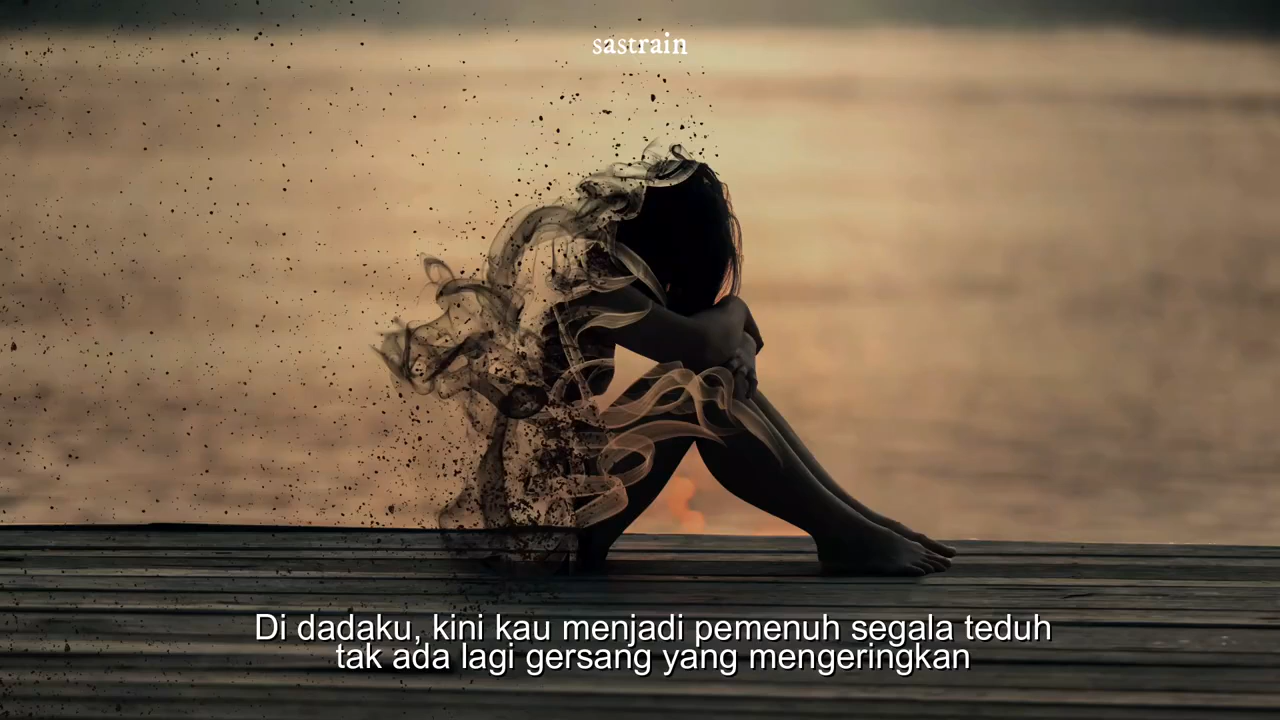 sastrain
Di dadaku, kini kau menjadi pemenuh segala teduh
tak ada lagi gersang yang mengeringkan